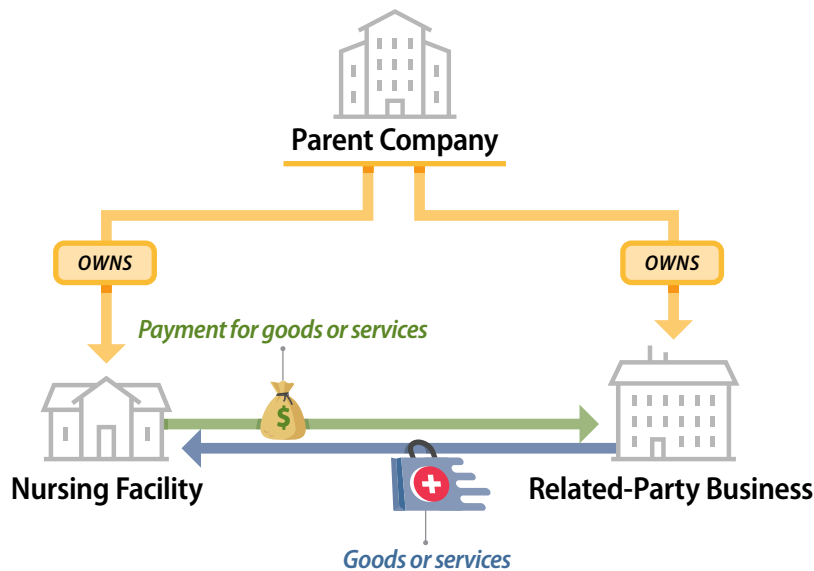 Parent Company
OWNS
OWNS
Payment for goods or services
$
Nursing Facility
Related-Party Business
Goods or services